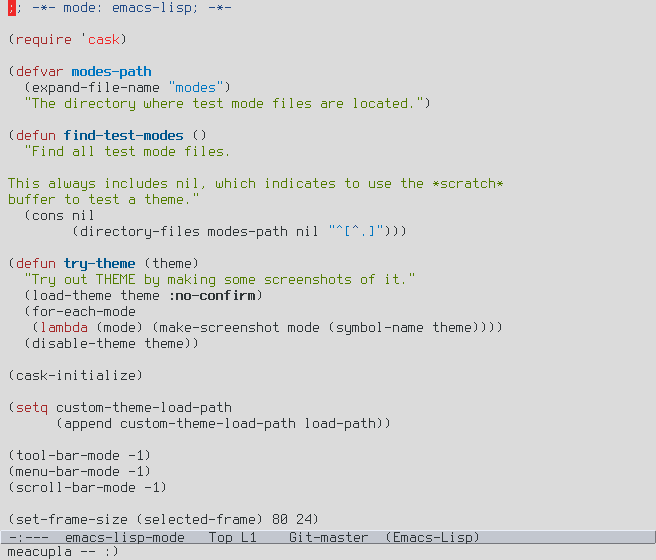 ;; -*- mode: emacs-lisp; -*-

(require 'cask)

(defvar modes-path
  (expand-file-name "modes")
  "The directory where test mode files are located.")

(defun find-test-modes ()
  "Find all test mode files.

This always includes nil, which indicates to use the *scratch*
buffer to test a theme."
  (cons nil
        (directory-files modes-path nil "^[^.]")))

(defun try-theme (theme)
  "Try out THEME by making some screenshots of it."
  (load-theme theme :no-confirm)
  (for-each-mode
   (lambda (mode) (make-screenshot mode (symbol-name theme))))
  (disable-theme theme))

(cask-initialize)

(setq custom-theme-load-path
      (append custom-theme-load-path load-path))

(tool-bar-mode -1)
(menu-bar-mode -1)
(scroll-bar-mode -1)

(set-frame-size (selected-frame) 80 24)
-:---  emacs-lisp-mode   Top L1    Git-master  (Emacs-Lisp)
meacupla -- :)